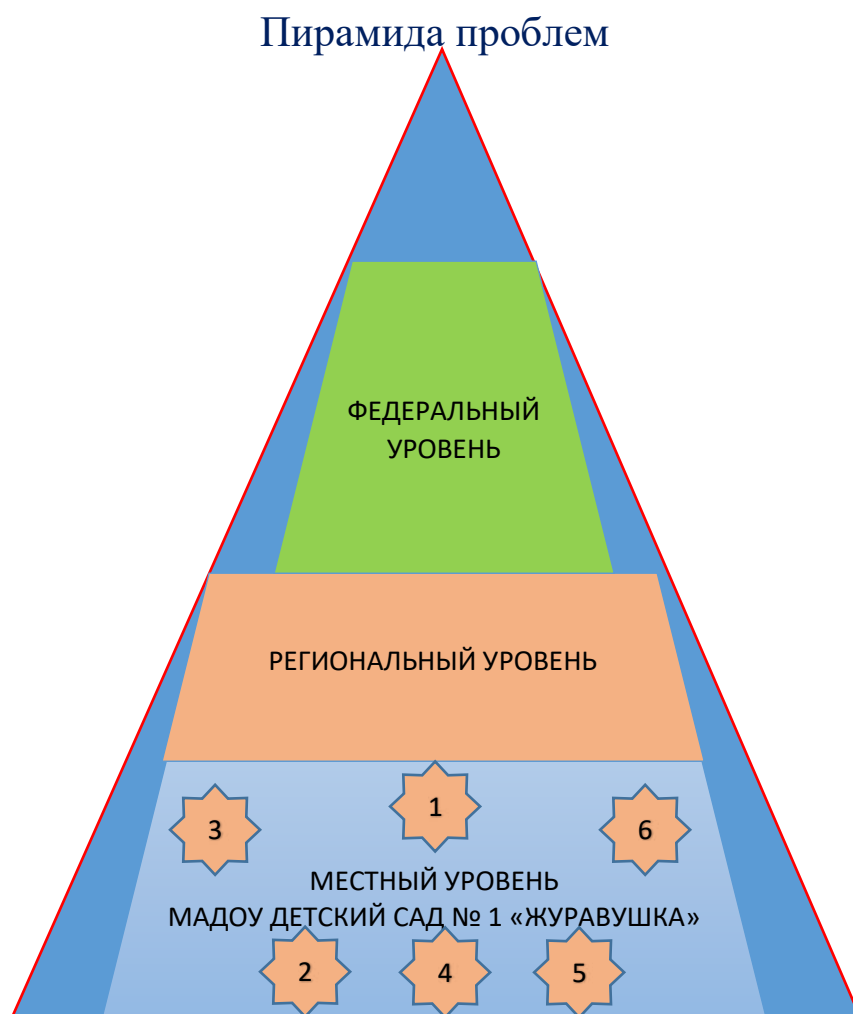 Пирамида проблем
ФЕДЕРАЛЬНЫЙ
УРОВЕНЬ
РЕГИОНАЛЬНЫЙ УРОВЕНЬ
3 1 6
МЕСТНЫЙ УРОВЕНЬ
МАДОУ ДЕТСКИЙ САД № 1 «ЖУРАВУШКА»
2 4 5